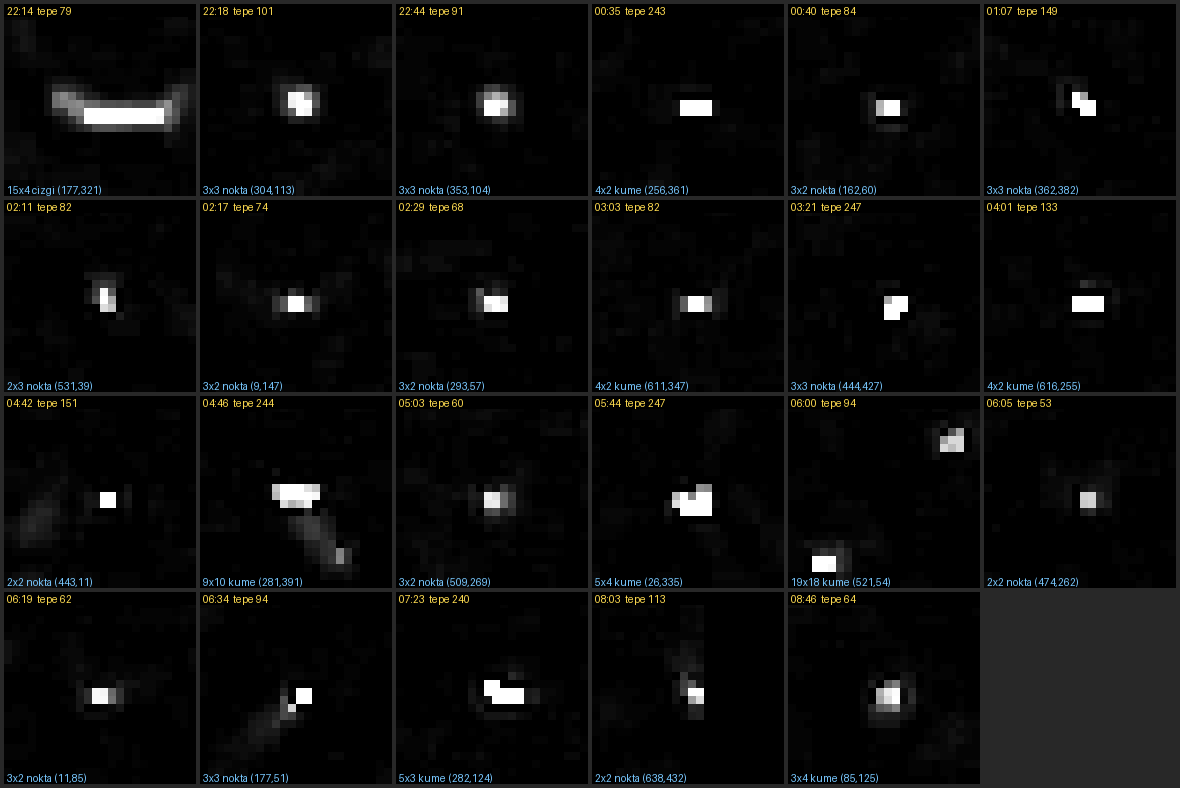 22:14 tepe 79
15x4 cizgi (177,321)
22:18 tepe 101
3x3 nokta (304,113)
22:44 tepe 91
3x3 nokta (353,104)
00:35 tepe 243
4x2 kume (256,361)
00:40 tepe 84
3x2 nokta (162,60)
01:07 tepe 149
3x3 nokta (362,382)
02:11 tepe 82
2x3 nokta (531,39)
02:17 tepe 74
3x2 nokta (9,147)
02:29 tepe 68
3x2 nokta (293,57)
03:03 tepe 82
4x2 kume (611,347)
03:21 tepe 247
3x3 nokta (444,427)
04:01 tepe 133
4x2 kume (616,255)
04:42 tepe 151
2x2 nokta (443,11)
04:46 tepe 244
9x10 kume (281,391)
05:03 tepe 60
3x2 nokta (509,269)
05:44 tepe 247
5x4 kume (26,335)
06:00 tepe 94
19x18 kume (521,54)
06:05 tepe 53
2x2 nokta (474,262)
06:19 tepe 62
3x2 nokta (11,85)
06:34 tepe 94
3x3 nokta (177,51)
07:23 tepe 240
5x3 kume (282,124)
08:03 tepe 113
2x2 nokta (638,432)
08:46 tepe 64
3x4 kume (85,125)